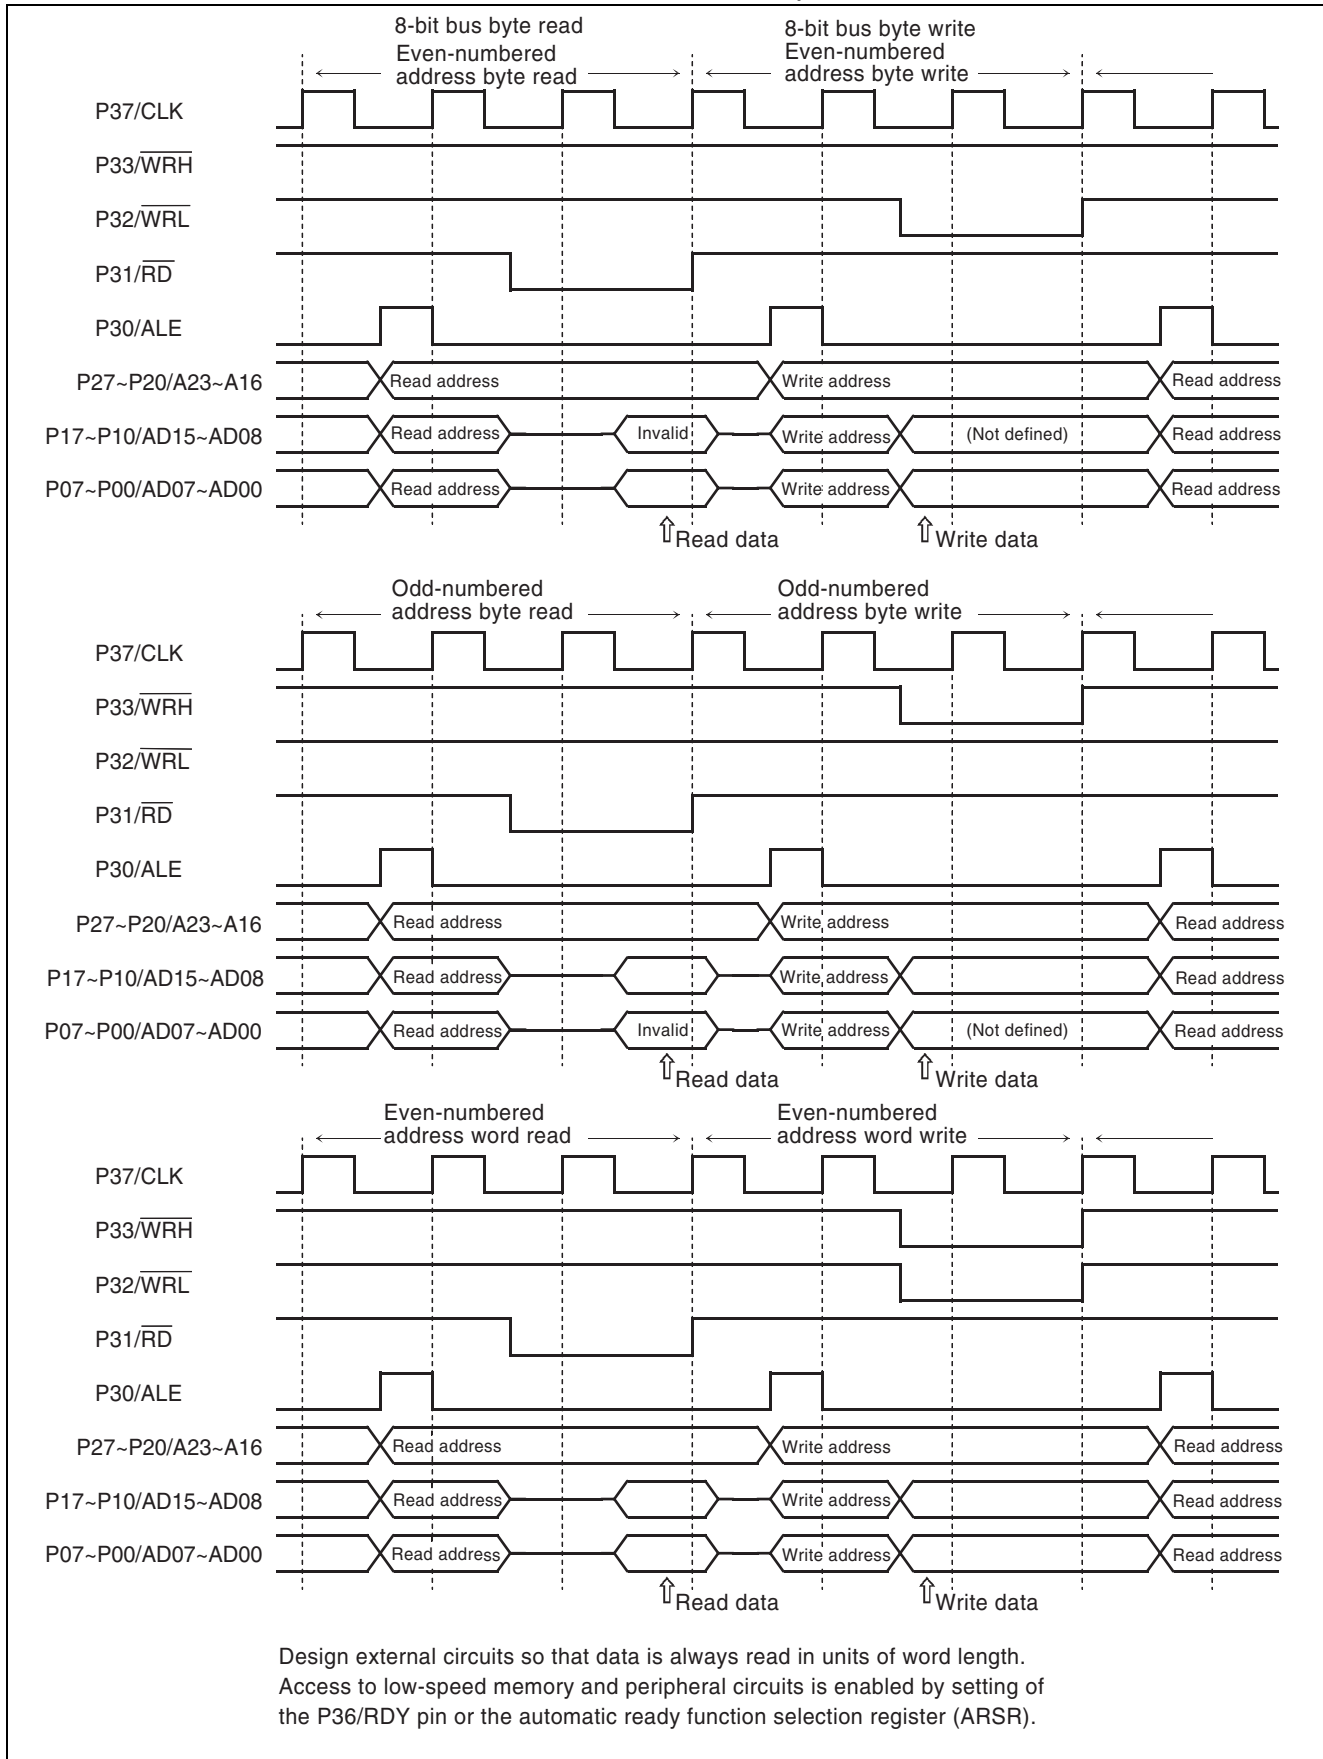 8-bit bus byte read
8-bit bus byte write
Even-numbered
address byte read
Even-numbered
address byte write
P37/CLK
P33/WRH
P32/WRL
P31/RD
P30/ALE
P27~P20/A23~A16
Read address
Write address
Read address
P17~P10/AD15~AD08
Read address
Invalid
Write address
(Not defined)
Read address
P07~P00/AD07~AD00
Read address
Write address
Read address
Read data
Write data
Odd-numbered
address byte read
Odd-numbered
address byte write
P37/CLK
P33/WRH
P32/WRL
P31/RD
P30/ALE
P27~P20/A23~A16
Read address
Write address
Read address
P17~P10/AD15~AD08
Read address
Write address
Read address
P07~P00/AD07~AD00
Read address
Invalid
Write address
(Not defined)
Read address
Read data
Write data
Even-numbered
address word read
Even-numbered
address word write
P37/CLK
P33/WRH
P32/WRL
P31/RD
P30/ALE
P27~P20/A23~A16
Read address
Write address
Read address
P17~P10/AD15~AD08
Read address
Write address
Read address
P07~P00/AD07~AD00
Read address
Write address
Read address
Read data
Write data
Design external circuits so that data is always read in units of word length.
Access to low-speed memory and peripheral circuits is enabled by setting of
the P36/RDY pin or the automatic ready function selection register (ARSR).